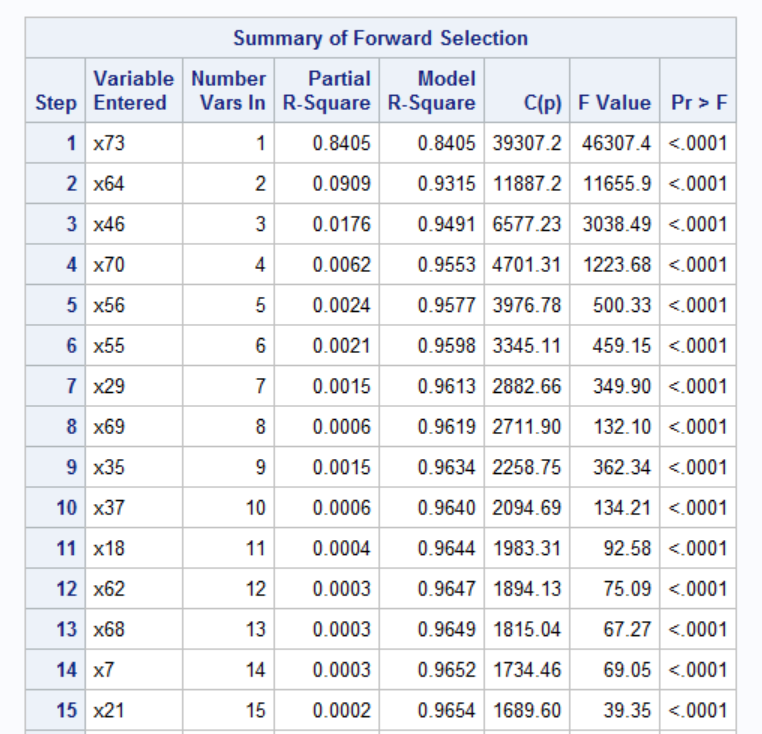 Summary of Forward Selection
Step Variable Entered Number Vars In Partial R-Square Model R-Square C(p) F Value Pr > F
1 x73 1 0.8405 0.8405 39307.2 46307.4 <.0001
2 x64 2 0.0909 0.9315 11887.2 11655.9 <.0001
3 x46 3 0.0176 0.9491 6577.23 3038.49 <.0001
4 x70 4 0.0062 0.9553 4701.31 1223.68 <.0001
5 x56 5 0.0024 0.9577 3976.78 500.33 <.0001
6 x55 6 0.0021 0.9598 3345.11 459.15 <.0001
7 x29 7 0.0015 0.9613 2882.66 349.90 <.0001
8 x69 8 0.0006 0.9619 2711.90 132.10 <.0001
9 x35 9 0.0015 0.9634 2258.75 362.34 <.0001
10 x37 10 0.0006 0.9640 2094.69 134.21 <.0001
11 x18 11 0.0004 0.9644 1983.31 92.58 <.0001
12 x62 12 0.0003 0.9647 1894.13 75.09 <.0001
13 x68 13 0.0003 0.9649 1815.04 67.27 <.0001
14 x7 14 0.0003 0.9652 1734.46 69.05 <.0001
15 x21 15 0.0002 0.9654 1689.60 39.35 <.0001